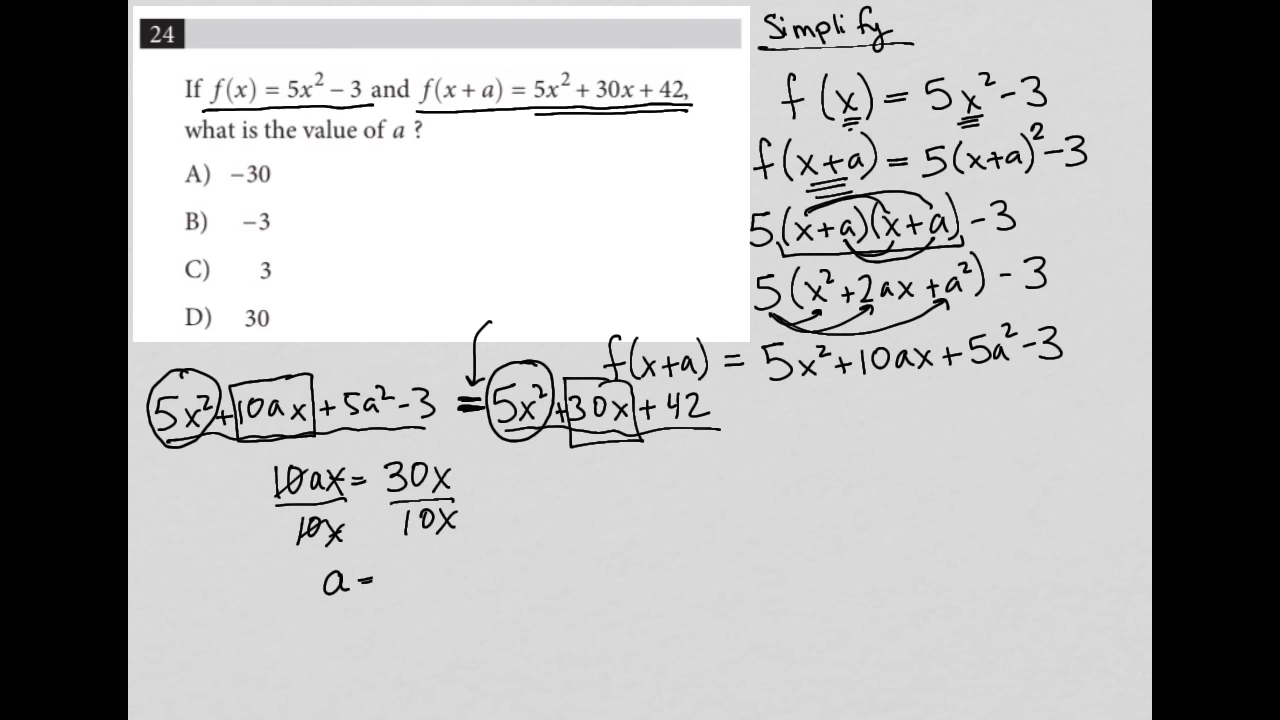 24
If f(x) = 5x² − 3 and f(x + a) = 5x² + 30x + 42,
what is the value of a ?
A) −30
B) −3
C) 3
D) 30
Simplify
f(x) = 5x² − 3
f(x+a) = 5(x+a)² − 3
5(x+a)(x+a) − 3
5(x² + 2ax + a²) − 3
f(x+a) = 5x² + 10ax + 5a² − 3
5x² + 10ax + 5a² − 3 = 5x² + 30x + 42
10ax = 30x
10x 10x
a =